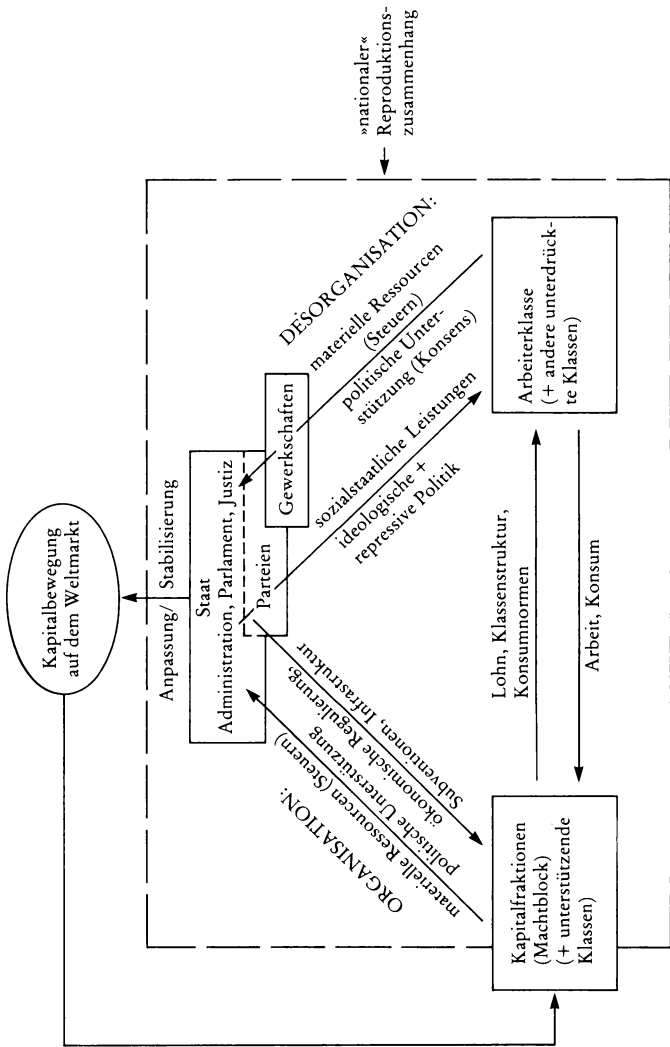 Kapitalbewegung
auf dem Weltmarkt
Anpassung/ Stabilisierung
Staat
Administration, Parlament, Justiz
Parteien
Gewerkschaften
»nationaler«
Reproduktions-
zusammenhang
ORGANISATION:
materielle Ressourcen (Steuern)
politische Unterstützung
ökonomische Regulierung,
Subventionen, Infrastruktur
DESORGANISATION:
materielle Ressourcen
(Steuern)
politische Unter-
stützung (Konsens)
sozialstaatliche Leistungen
ideologische +
repressive Politik
Kapitalfraktionen
(Machtblock)
(+ unterstützende
Klassen)
Lohn, Klassenstruktur,
Konsumnormen
Arbeit, Konsum
Arbeiterklasse
(+ andere unterdrück-
te Klassen)